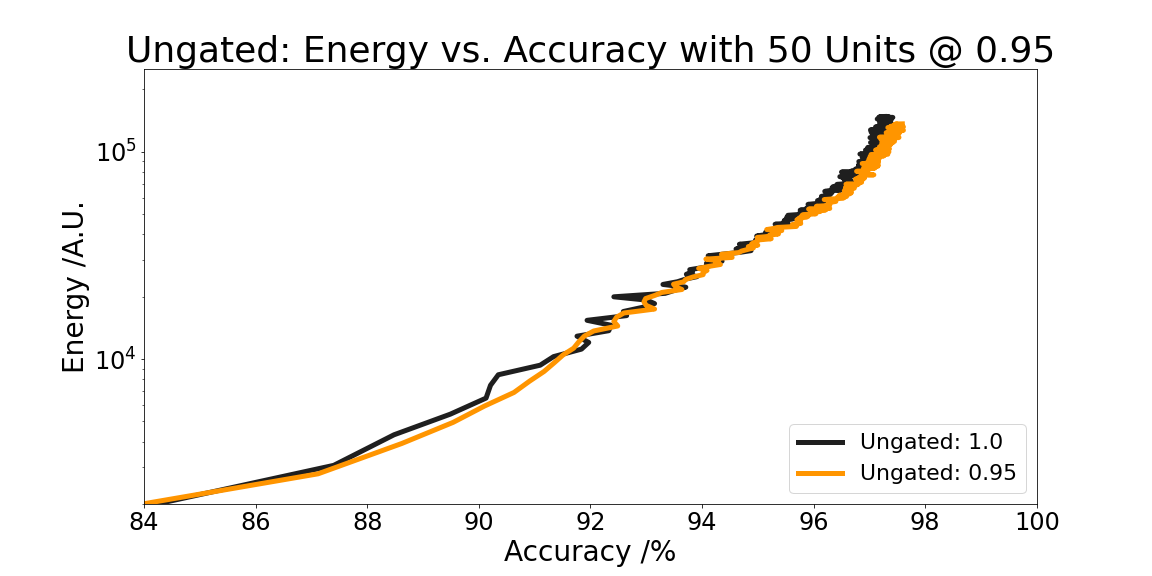 Ungated: Energy vs. Accuracy with 50 Units @ 0.95
10^5
10^4
Energy /A.U.
Ungated: 1.0
Ungated: 0.95
84 86 88 90 92 94 96 98 100
Accuracy /%